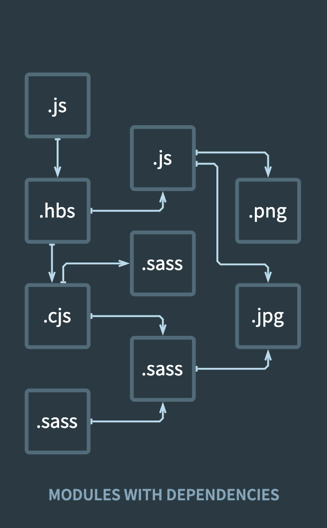 .js
.js
.hbs
.png
.sass
.cjs
.jpg
.sass
.sass
MODULES WITH DEPENDENCIES